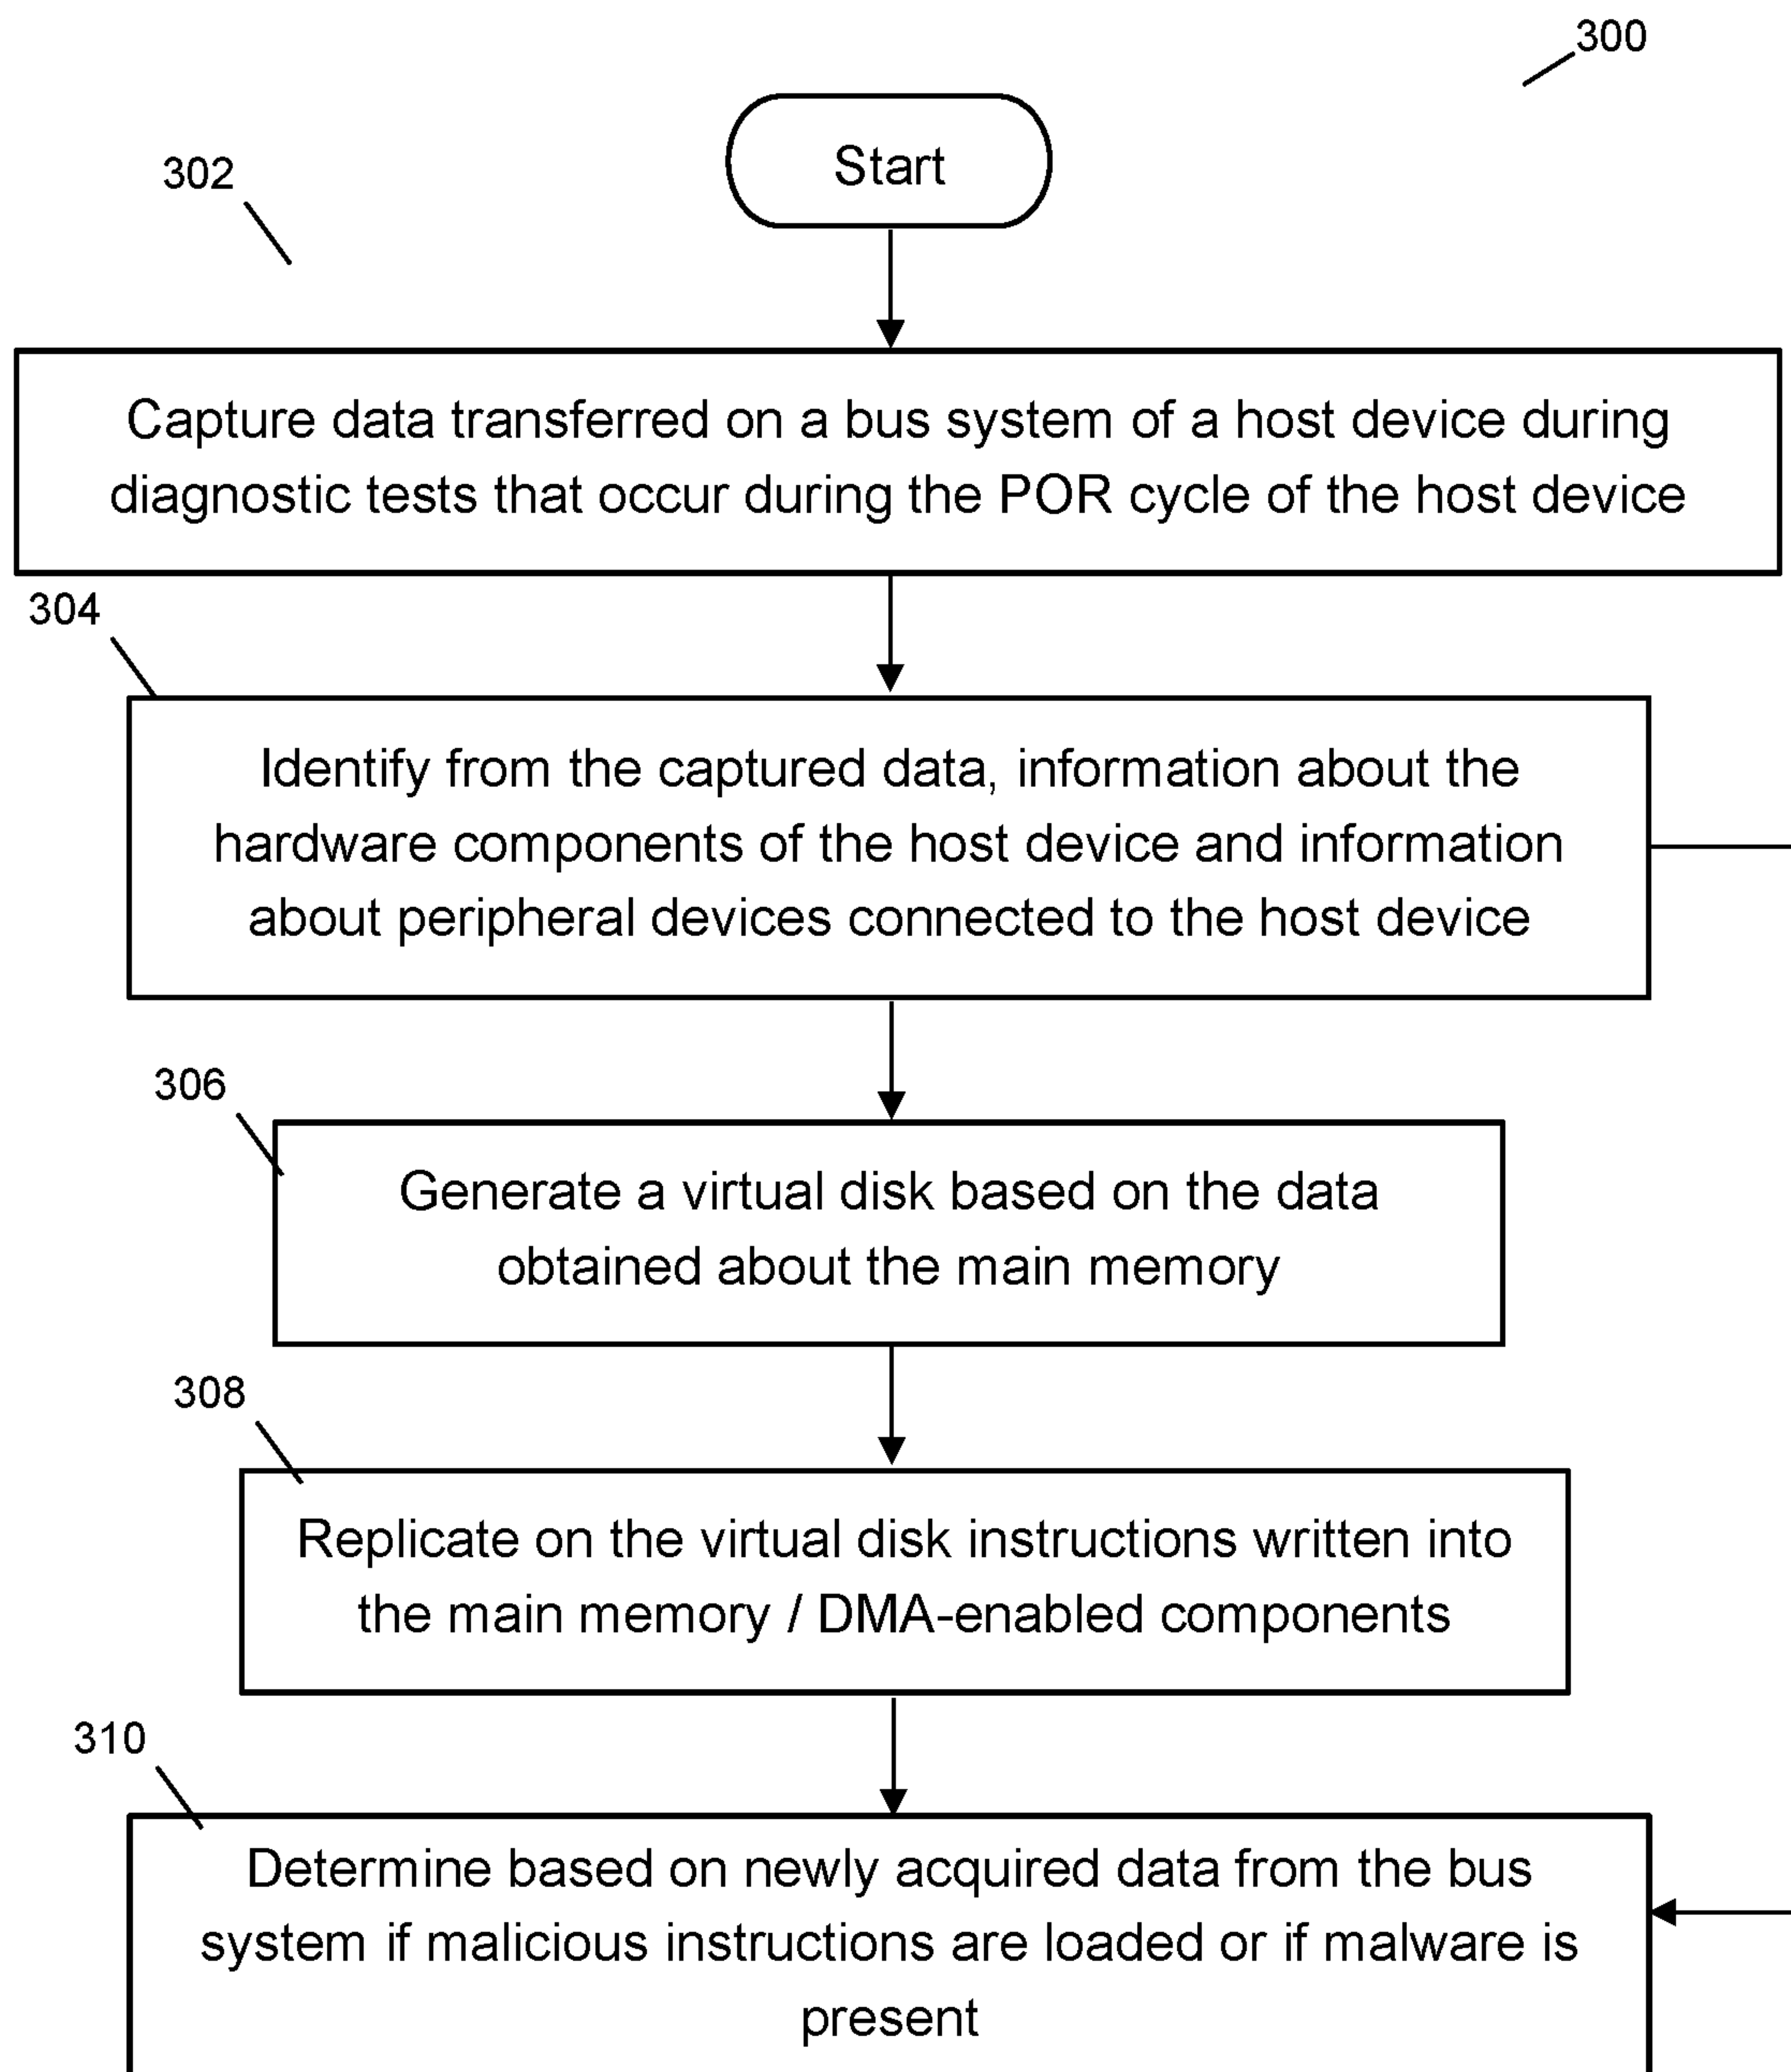 300
Start
302
Capture data transferred on a bus system of a host device during
diagnostic tests that occur during the POR cycle of the host device
304
Identify from the captured data, information about the
hardware components of the host device and information
about peripheral devices connected to the host device
306
Generate a virtual disk based on the data
obtained about the main memory
308
Replicate on the virtual disk instructions written into
the main memory / DMA-enabled components
310
Determine based on newly acquired data from the bus
system if malicious instructions are loaded or if malware is
present